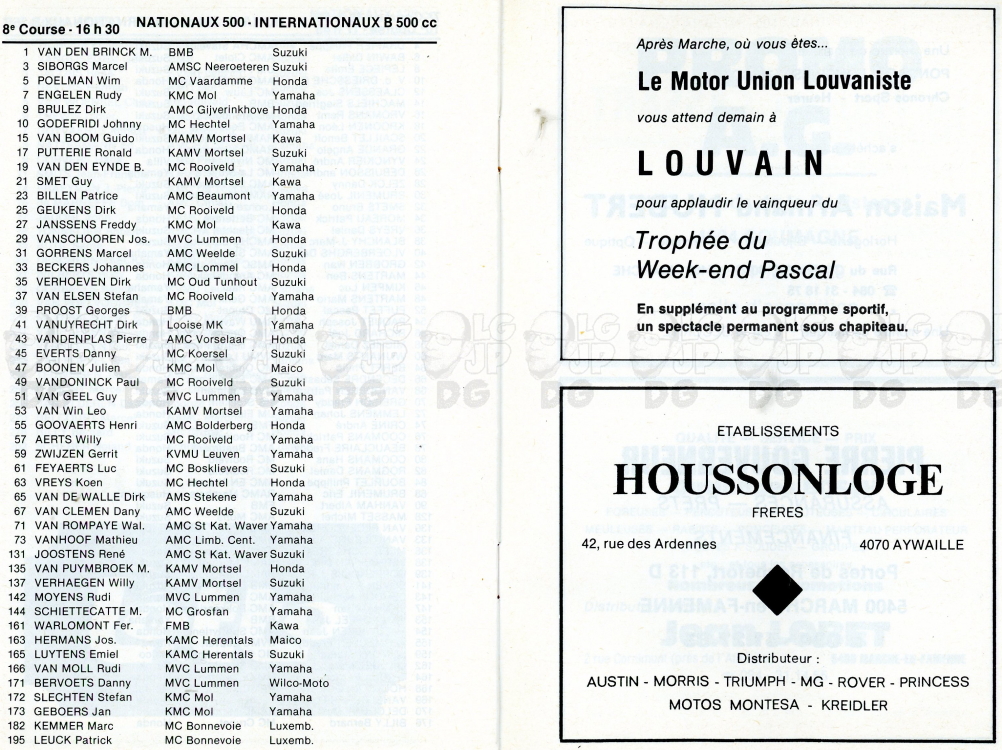 8e Course - 16 h 30 NATIONAUX 500 - INTERNATIONAUX B 500 cc
1 VAN DEN BRINCK M. BMB Suzuki
3 SIBORGS Marcel AMSC Neeroeteren Suzuki
5 POELMAN Wim MC Vaardamme Honda
7 ENGELEN Rudy KMC Mol Yamaha
9 BRULEZ Dirk AMC Gijverinkhove Honda
10 GODEFRIDI Johnny MC Hechtel Yamaha
15 VAN BOOM Guido MAMV Mortsel Kawa
17 PUTTERIE Ronald KAMV Mortsel Suzuki
19 VAN DEN EYNDE B. MC Rooiveld Yamaha
21 SMET Guy KAMV Mortsel Kawa
23 BILLEN Patrice AMC Beaumont Yamaha
25 GEUKENS Dirk MC Rooiveld Honda
27 JANSSENS Freddy KMC Mol Kawa
29 VANSCHOOREN Jos. MVC Lummen Honda
31 GORRENS Marcel AMC Weelde Suzuki
33 BECKERS Johannes AMC Lommel Honda
35 VERHOEVEN Dirk MC Oud Tunhout Suzuki
37 VAN ELSEN Stefan MC Rooiveld Yamaha
39 PROOST Georges BMB Honda
41 VANUYRECHT Dirk Looise MK Yamaha
43 VANDENPLAS Pierre AMC Vorselaar Honda
45 EVERTS Danny MC Koersel Suzuki
47 BOONEN Julien KMC Mol Maico
49 VANDONINCK Paul MC Rooiveld Suzuki
51 VAN GEEL Guy MVC Lummen Yamaha
53 VAN Win Leo KAMV Mortsel Yamaha
55 GOOVAERTS Henri AMC Bolderberg Honda
57 AERTS Willy MC Rooiveld Yamaha
59 ZWIJZEN Gerrit KVMU Leuven Yamaha
61 FEYAERTS Luc MC Bosklievers Suzuki
63 VREYS Koen MC Hechtel Honda
65 VAN DE WALLE Dirk AMS Stekene Yamaha
67 VAN CLEMEN Dany AMC Weelde Suzuki
71 VAN ROMPAYE Wal. AMC St Kat. Waver Yamaha
73 VANHOOF Mathieu AMC Limb. Cent. Yamaha
131 JOOSTENS René AMC St Kat. Waver Suzuki
135 VAN PUYMBROEK M. KAMV Mortsel Honda
137 VERHAEGEN Willy KAMV Mortsel Suzuki
142 MOYENS Rudi MVC Lummen Yamaha
144 SCHIETTECATTE M. MC Grosfan Yamaha
161 WARLOMONT Fer. FMB Kawa
163 HERMANS Jos. KAMC Herentals Maico
165 LUYTENS Emiel KAMC Herentals Suzuki
166 VAN MOLL Rudi MVC Lummen Yamaha
171 BERVOETS Danny MVC Lummen Wilco-Moto
172 SLECHTEN Stefan KMC Mol Yamaha
173 GEBOERS Jan KMC Mol Yamaha
182 KEMMER Marc MC Bonnevoie Luxemb.
195 LEUCK Patrick MC Bonnevoie Luxemb.
Après Marche, où vous êtes...
Le Motor Union Louvaniste
vous attend demain à
LOUVAIN
pour applaudir le vainqueur du
Trophée du
Week-end Pascal
En supplément au programme sportif,
un spectacle permanent sous chapiteau.
ETABLISSEMENTS
HOUSSONLOGE
FRERES
42, rue des Ardennes 4070 AYWAILLE
Distributeur :
AUSTIN - MORRIS - TRIUMPH - MG - ROVER - PRINCESS
MOTOS MONTESA - KREIDLER